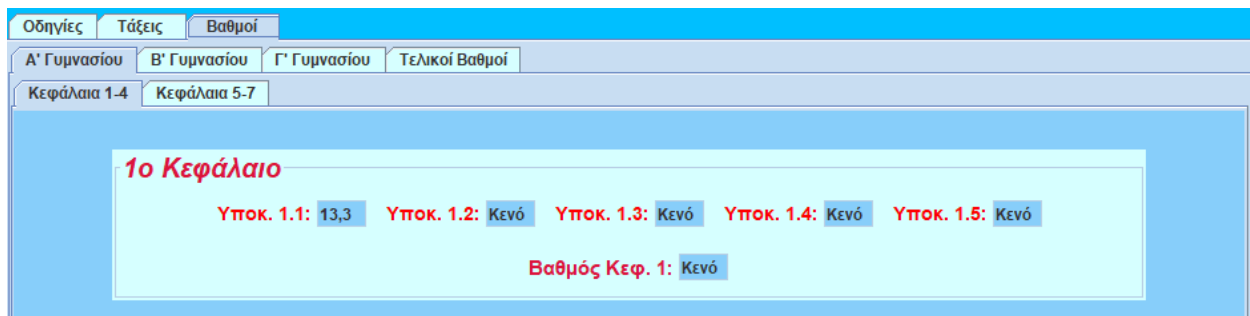 Οδηγίες Τάξεις Βαθμοί
Α' Γυμνασίου Β' Γυμνασίου Γ' Γυμνασίου Τελικοί Βαθμοί
Κεφάλαια 1-4 Κεφάλαια 5-7
1ο Κεφάλαιο
Υποκ. 1.1: 13,3 Υποκ. 1.2: Κενό Υποκ. 1.3: Κενό Υποκ. 1.4: Κενό Υποκ. 1.5: Κενό
Βαθμός Κεφ. 1: Κενό